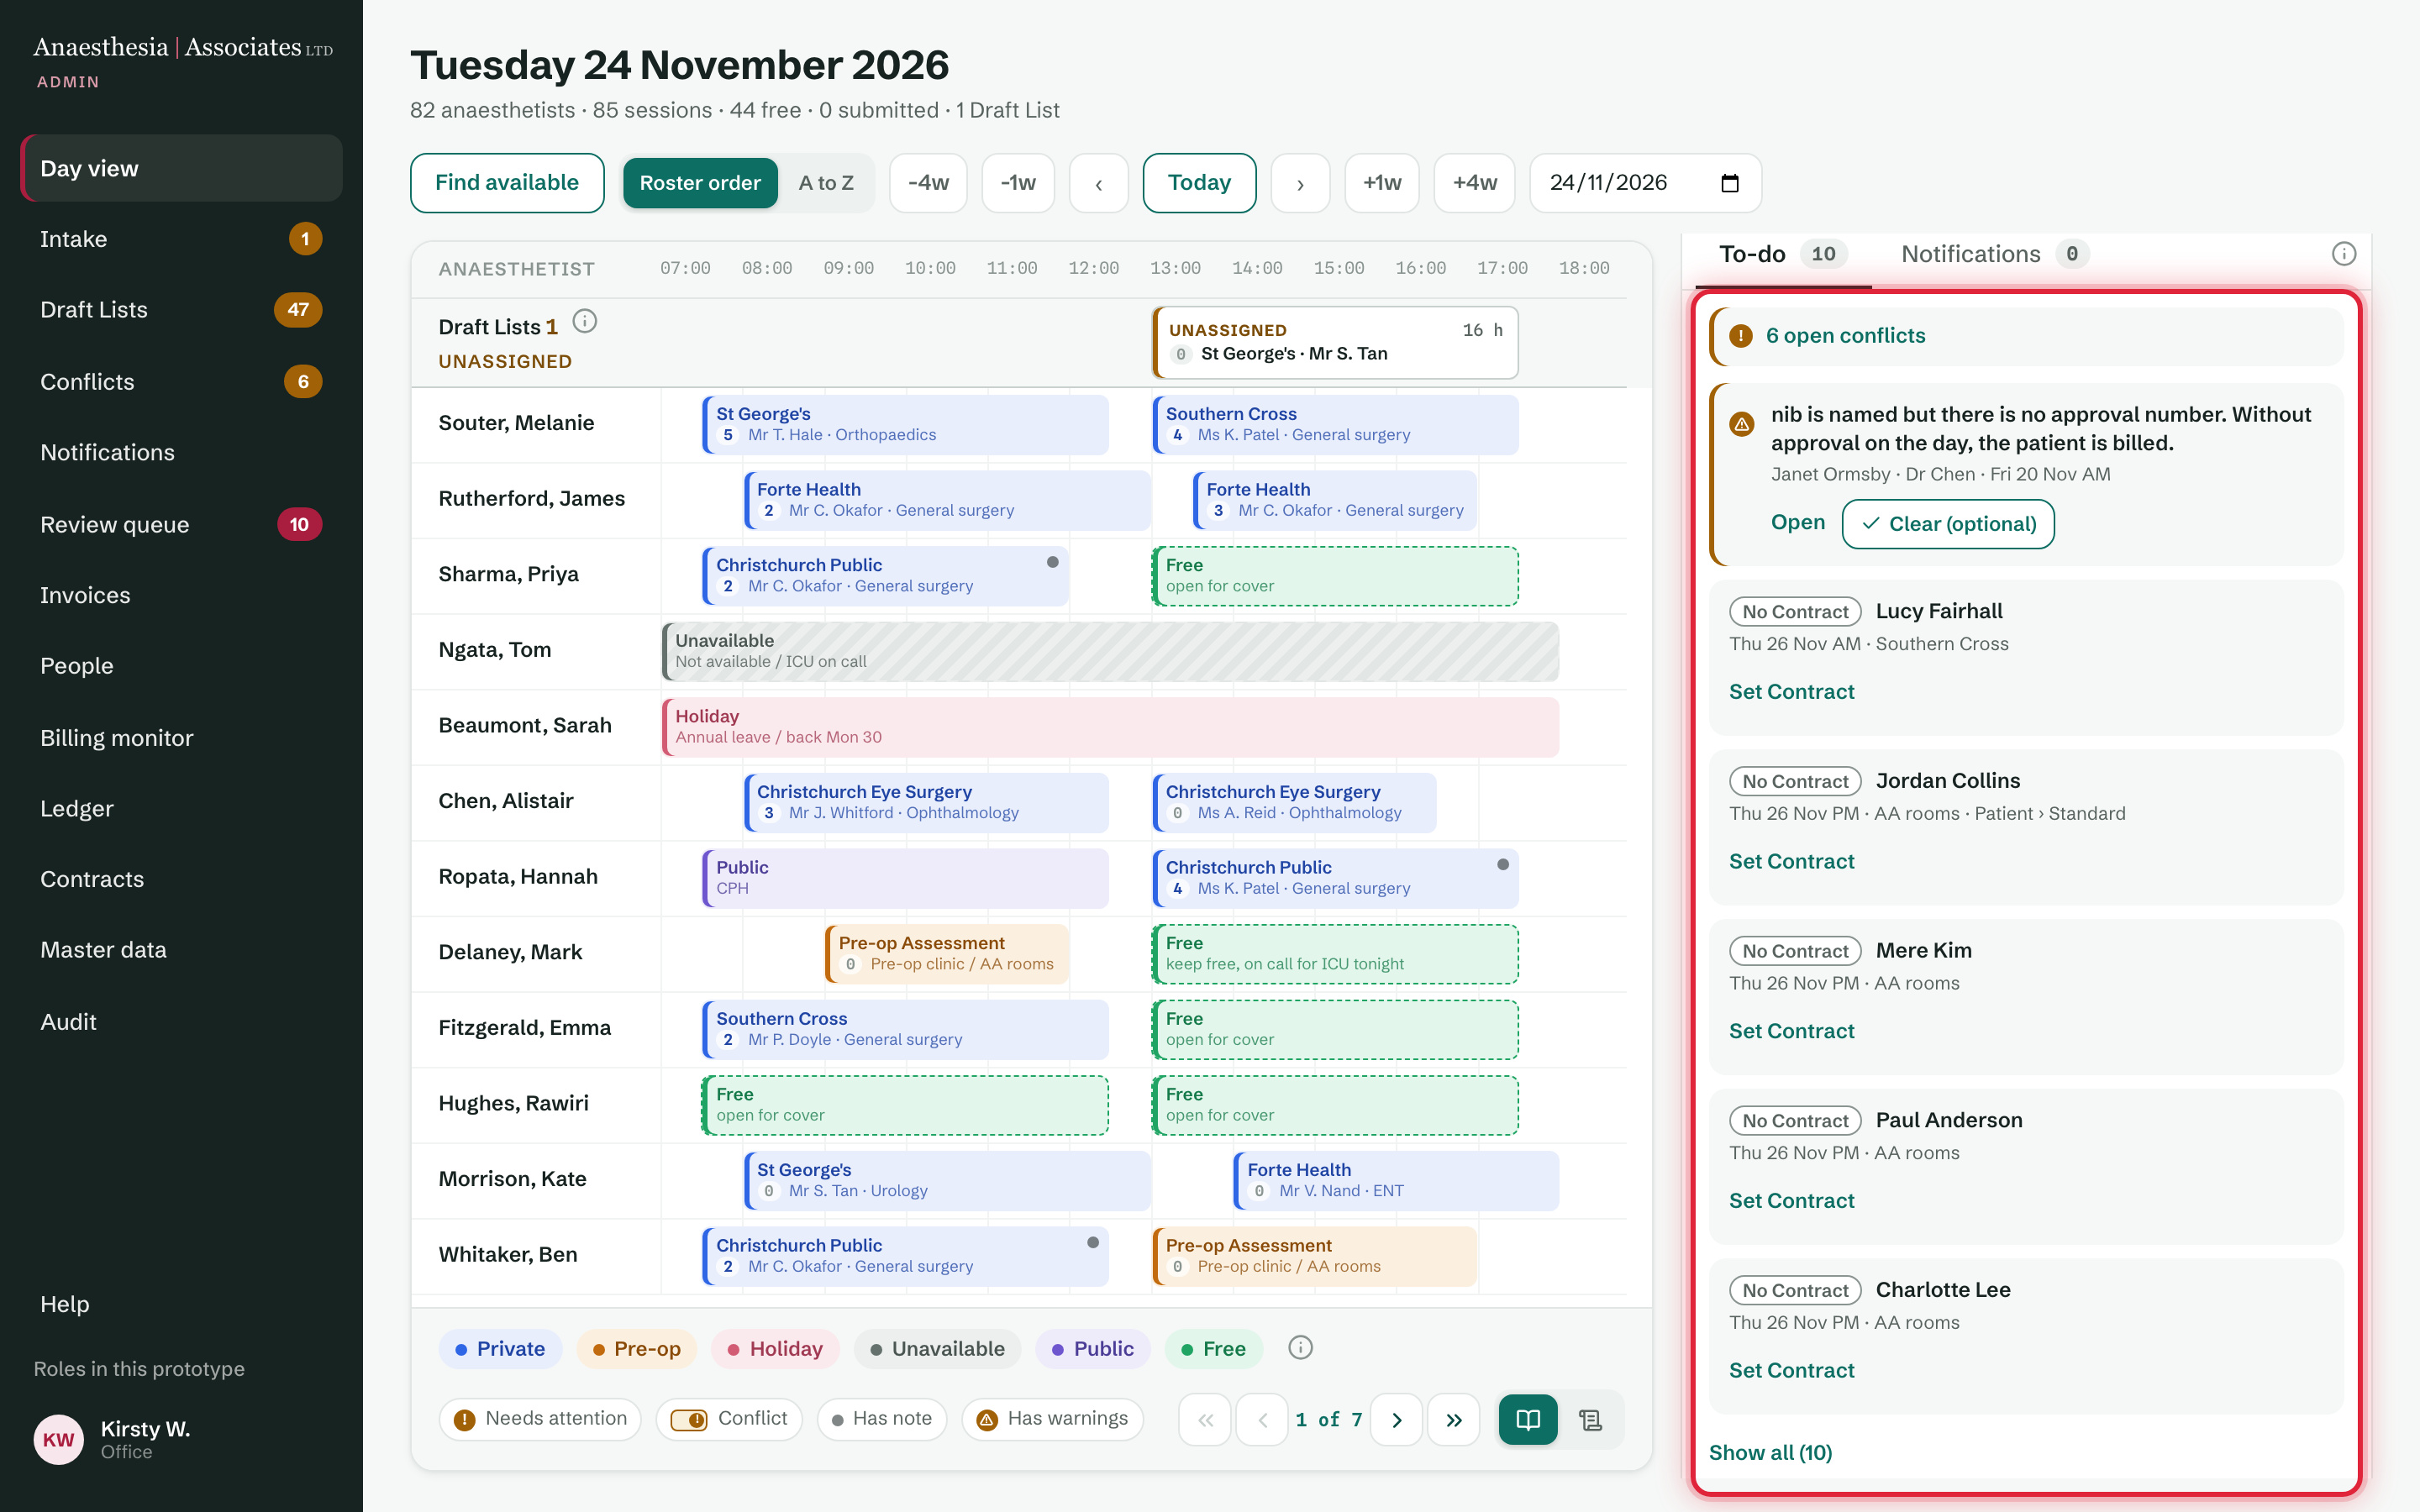 Anaesthesia | Associates LTD
ADMIN
Day view
Intake 1
Draft Lists 47
Conflicts 6
Notifications
Review queue 10
Invoices
People
Billing monitor
Ledger
Contracts
Master data
Audit
Help
Roles in this prototype
KW Kirsty W.
Office
Tuesday 24 November 2026
82 anaesthetists · 85 sessions · 44 free · 0 submitted · 1 Draft List
Find available Roster order A to Z -4w -1w ‹ Today › +1w +4w 24/11/2026
ANAESTHETIST 07:00 08:00 09:00 10:00 11:00 12:00 13:00 14:00 15:00 16:00 17:00 18:00
Draft Lists 1
UNASSIGNED
UNASSIGNED 16 h
0 St George's · Mr S. Tan
Souter, Melanie
St George's
5 Mr T. Hale · Orthopaedics
Southern Cross
4 Ms K. Patel · General surgery
Rutherford, James
Forte Health
2 Mr C. Okafor · General surgery
Forte Health
3 Mr C. Okafor · General surgery
Sharma, Priya
Christchurch Public
2 Mr C. Okafor · General surgery
Free
open for cover
Ngata, Tom
Unavailable
Not available / ICU on call
Beaumont, Sarah
Holiday
Annual leave / back Mon 30
Chen, Alistair
Christchurch Eye Surgery
3 Mr J. Whitford · Ophthalmology
Christchurch Eye Surgery
0 Ms A. Reid · Ophthalmology
Ropata, Hannah
Public
CPH
Christchurch Public
4 Ms K. Patel · General surgery
Delaney, Mark
Pre-op Assessment
0 Pre-op clinic / AA rooms
Free
keep free, on call for ICU tonight
Fitzgerald, Emma
Southern Cross
2 Mr P. Doyle · General surgery
Free
open for cover
Hughes, Rawiri
Free
open for cover
Free
open for cover
Morrison, Kate
St George's
0 Mr S. Tan · Urology
Forte Health
0 Mr V. Nand · ENT
Whitaker, Ben
Christchurch Public
2 Mr C. Okafor · General surgery
Pre-op Assessment
0 Pre-op clinic / AA rooms
Private Pre-op Holiday Unavailable Public Free
Needs attention Conflict Has note Has warnings « ‹ 1 of 7 › »
To-do 10 Notifications 0
6 open conflicts
nib is named but there is no approval number. Without
approval on the day, the patient is billed.
Janet Ormsby · Dr Chen · Fri 20 Nov AM
Open Clear (optional)
No Contract Lucy Fairhall
Thu 26 Nov AM · Southern Cross
Set Contract
No Contract Jordan Collins
Thu 26 Nov PM · AA rooms · Patient › Standard
Set Contract
No Contract Mere Kim
Thu 26 Nov PM · AA rooms
Set Contract
No Contract Paul Anderson
Thu 26 Nov PM · AA rooms
Set Contract
No Contract Charlotte Lee
Thu 26 Nov PM · AA rooms
Set Contract
Show all (10)